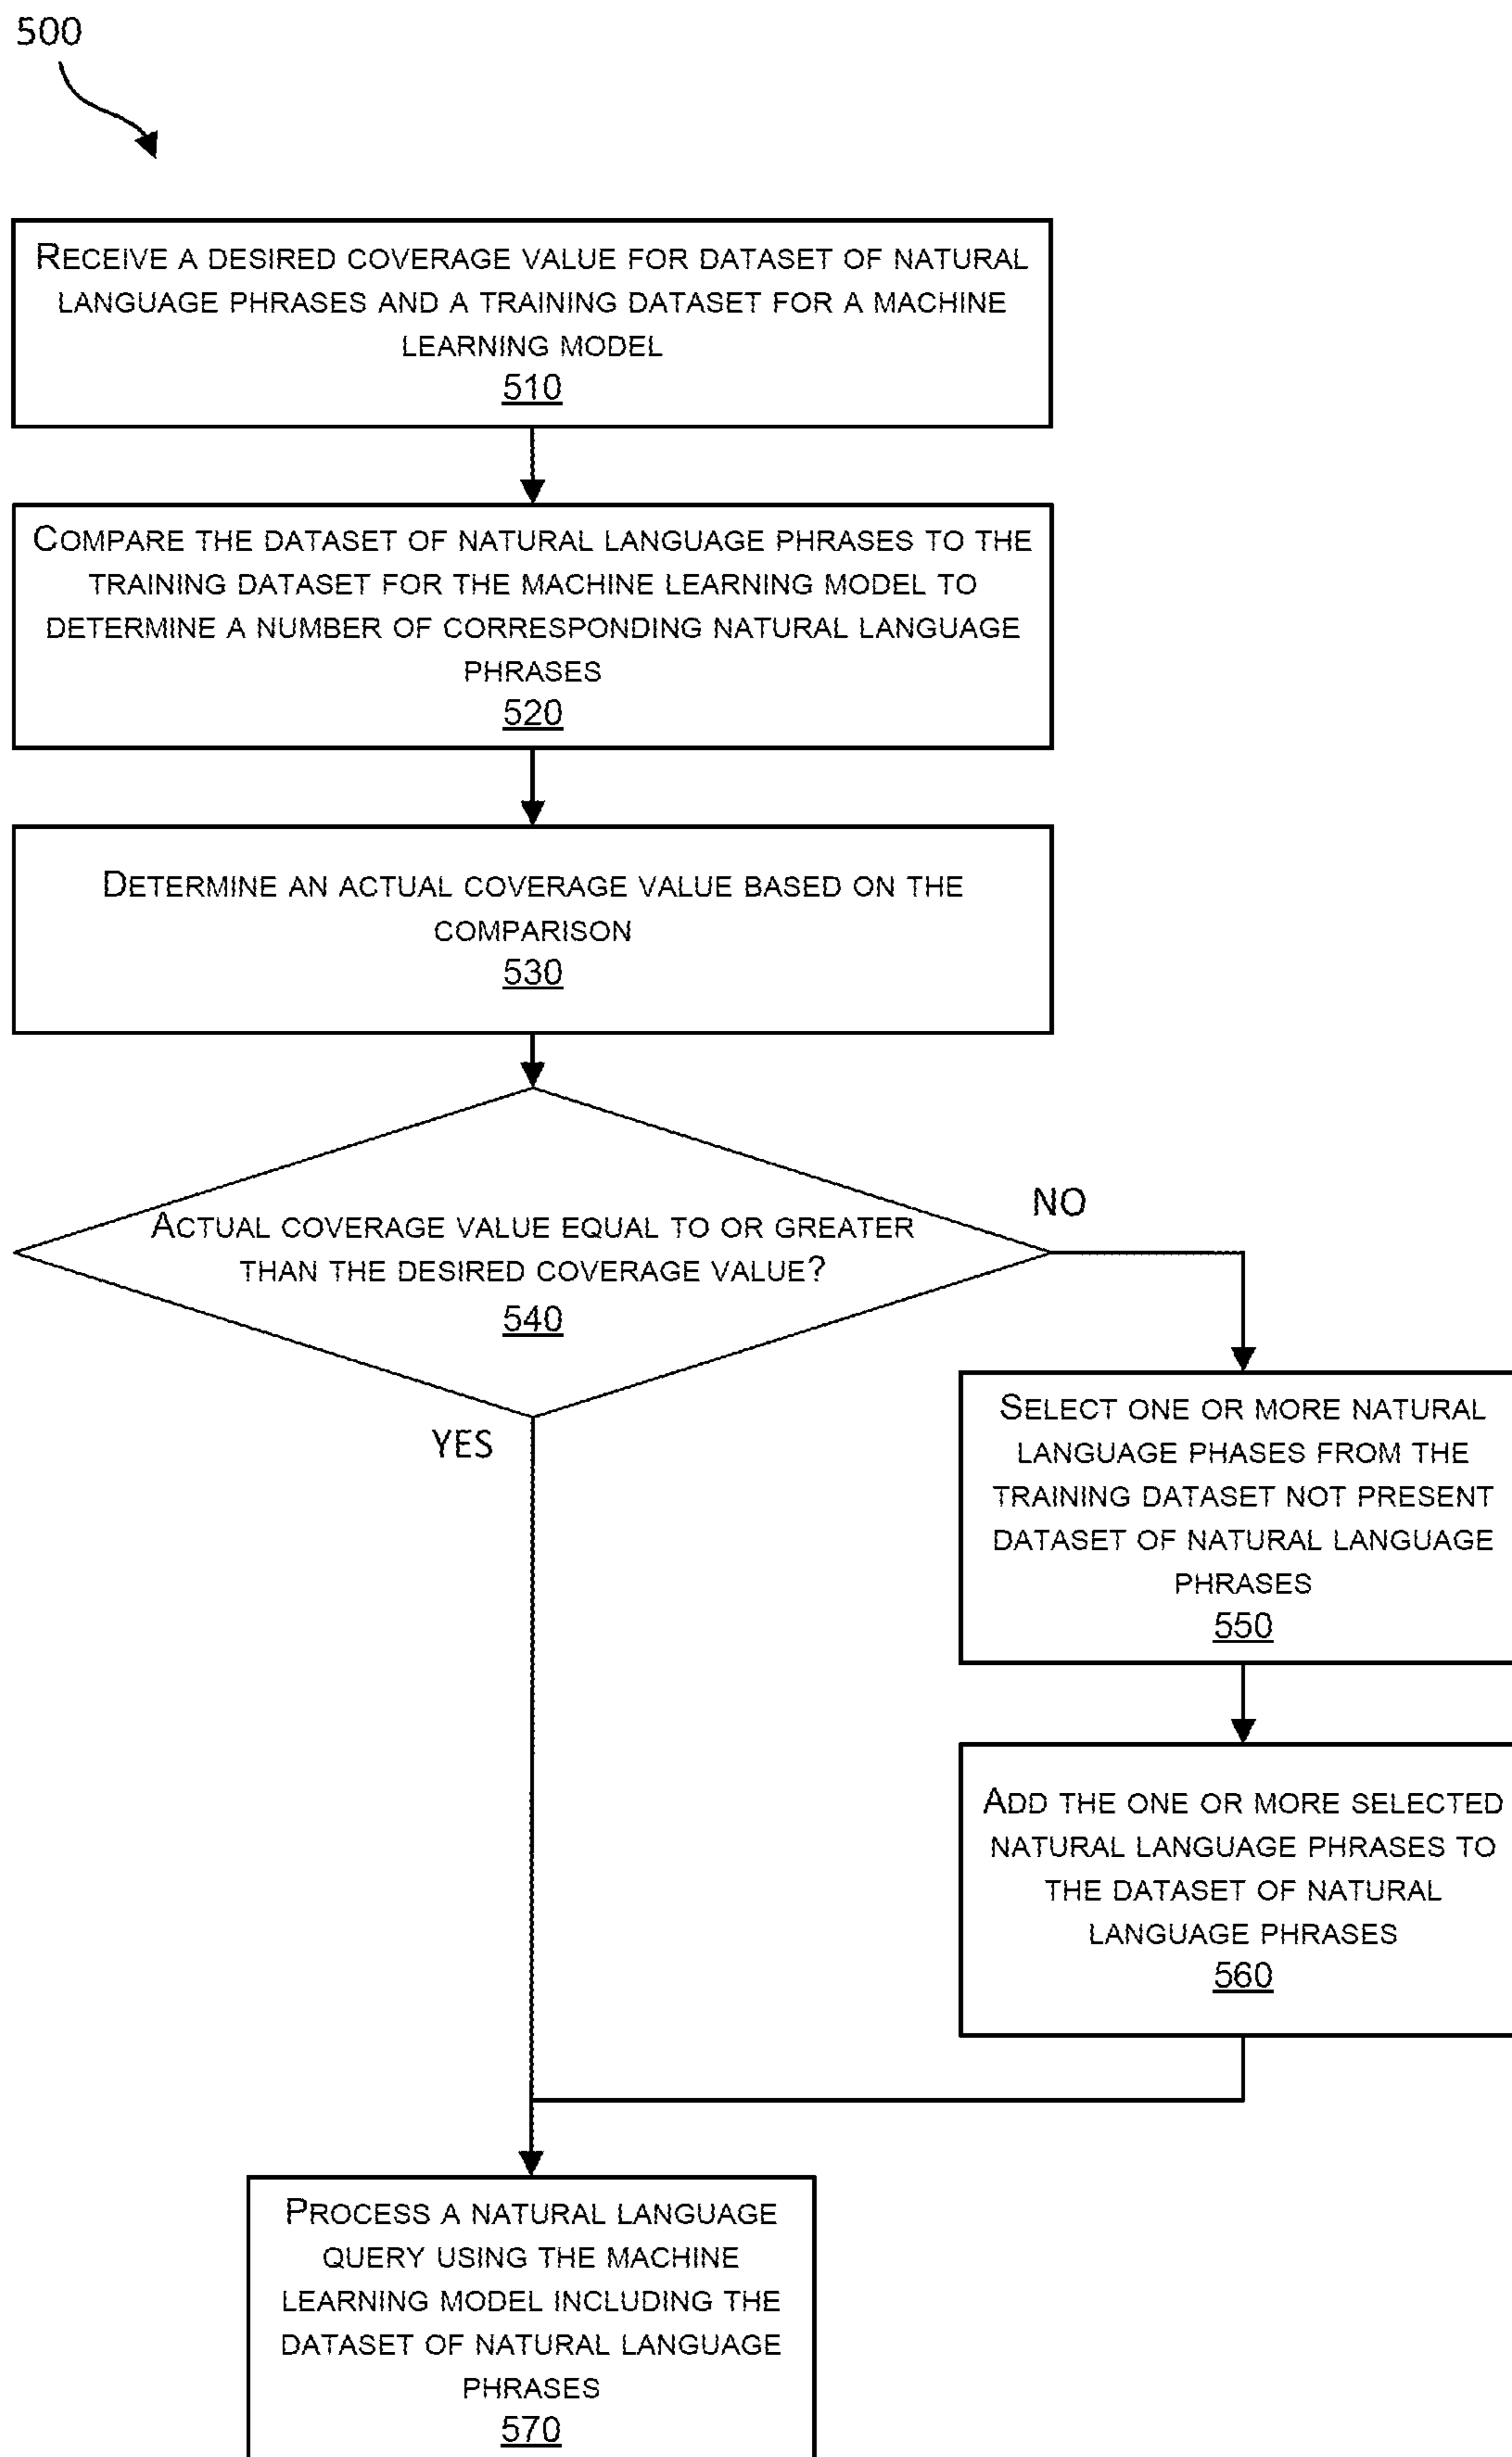 500
RECEIVE A DESIRED COVERAGE VALUE FOR DATASET OF NATURAL
LANGUAGE PHRASES AND A TRAINING DATASET FOR A MACHINE
LEARNING MODEL
510
COMPARE THE DATASET OF NATURAL LANGUAGE PHRASES TO THE
TRAINING DATASET FOR THE MACHINE LEARNING MODEL TO
DETERMINE A NUMBER OF CORRESPONDING NATURAL LANGUAGE
PHRASES
520
DETERMINE AN ACTUAL COVERAGE VALUE BASED ON THE
COMPARISON
530
ACTUAL COVERAGE VALUE EQUAL TO OR GREATER
THAN THE DESIRED COVERAGE VALUE?
540
NO
YES
SELECT ONE OR MORE NATURAL
LANGUAGE PHASES FROM THE
TRAINING DATASET NOT PRESENT
DATASET OF NATURAL LANGUAGE
PHRASES
550
ADD THE ONE OR MORE SELECTED
NATURAL LANGUAGE PHRASES TO
THE DATASET OF NATURAL
LANGUAGE PHRASES
560
PROCESS A NATURAL LANGUAGE
QUERY USING THE MACHINE
LEARNING MODEL INCLUDING THE
DATASET OF NATURAL LANGUAGE
PHRASES
570